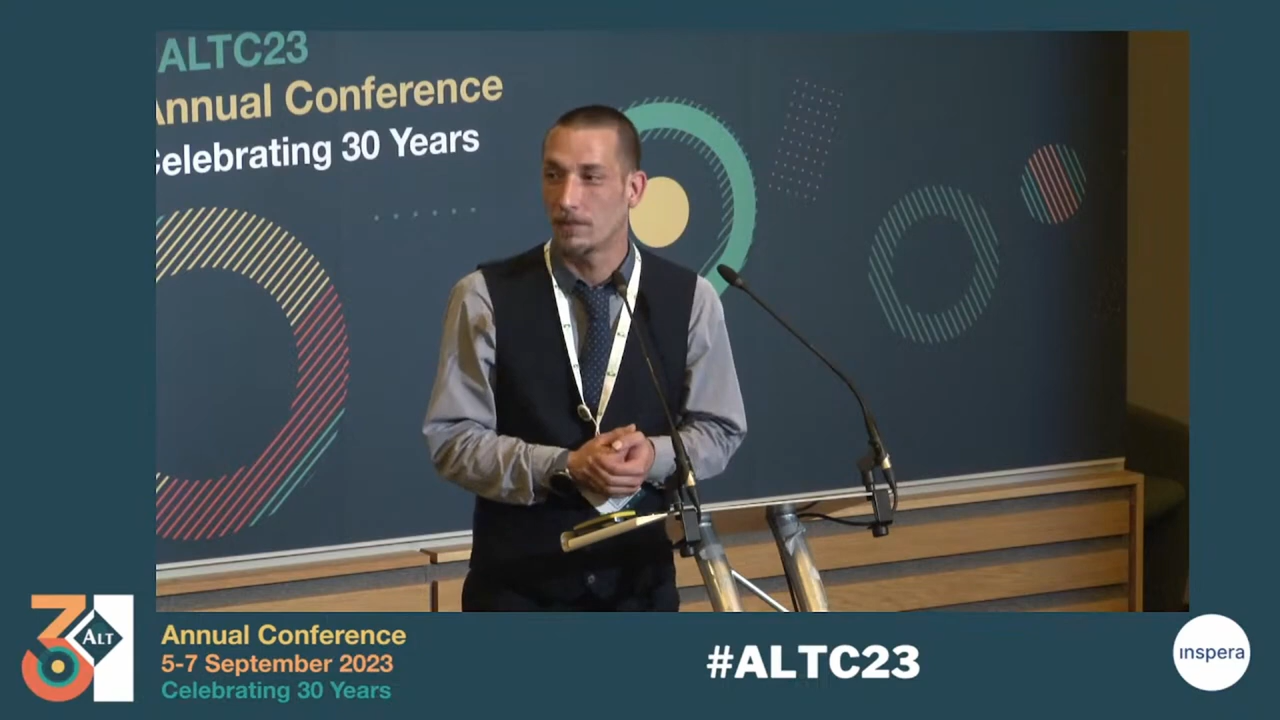 ALTC23
Annual Conference
Celebrating 30 Years
ALT
Annual Conference
5-7 September 2023
Celebrating 30 Years
#ALTC23
inspera